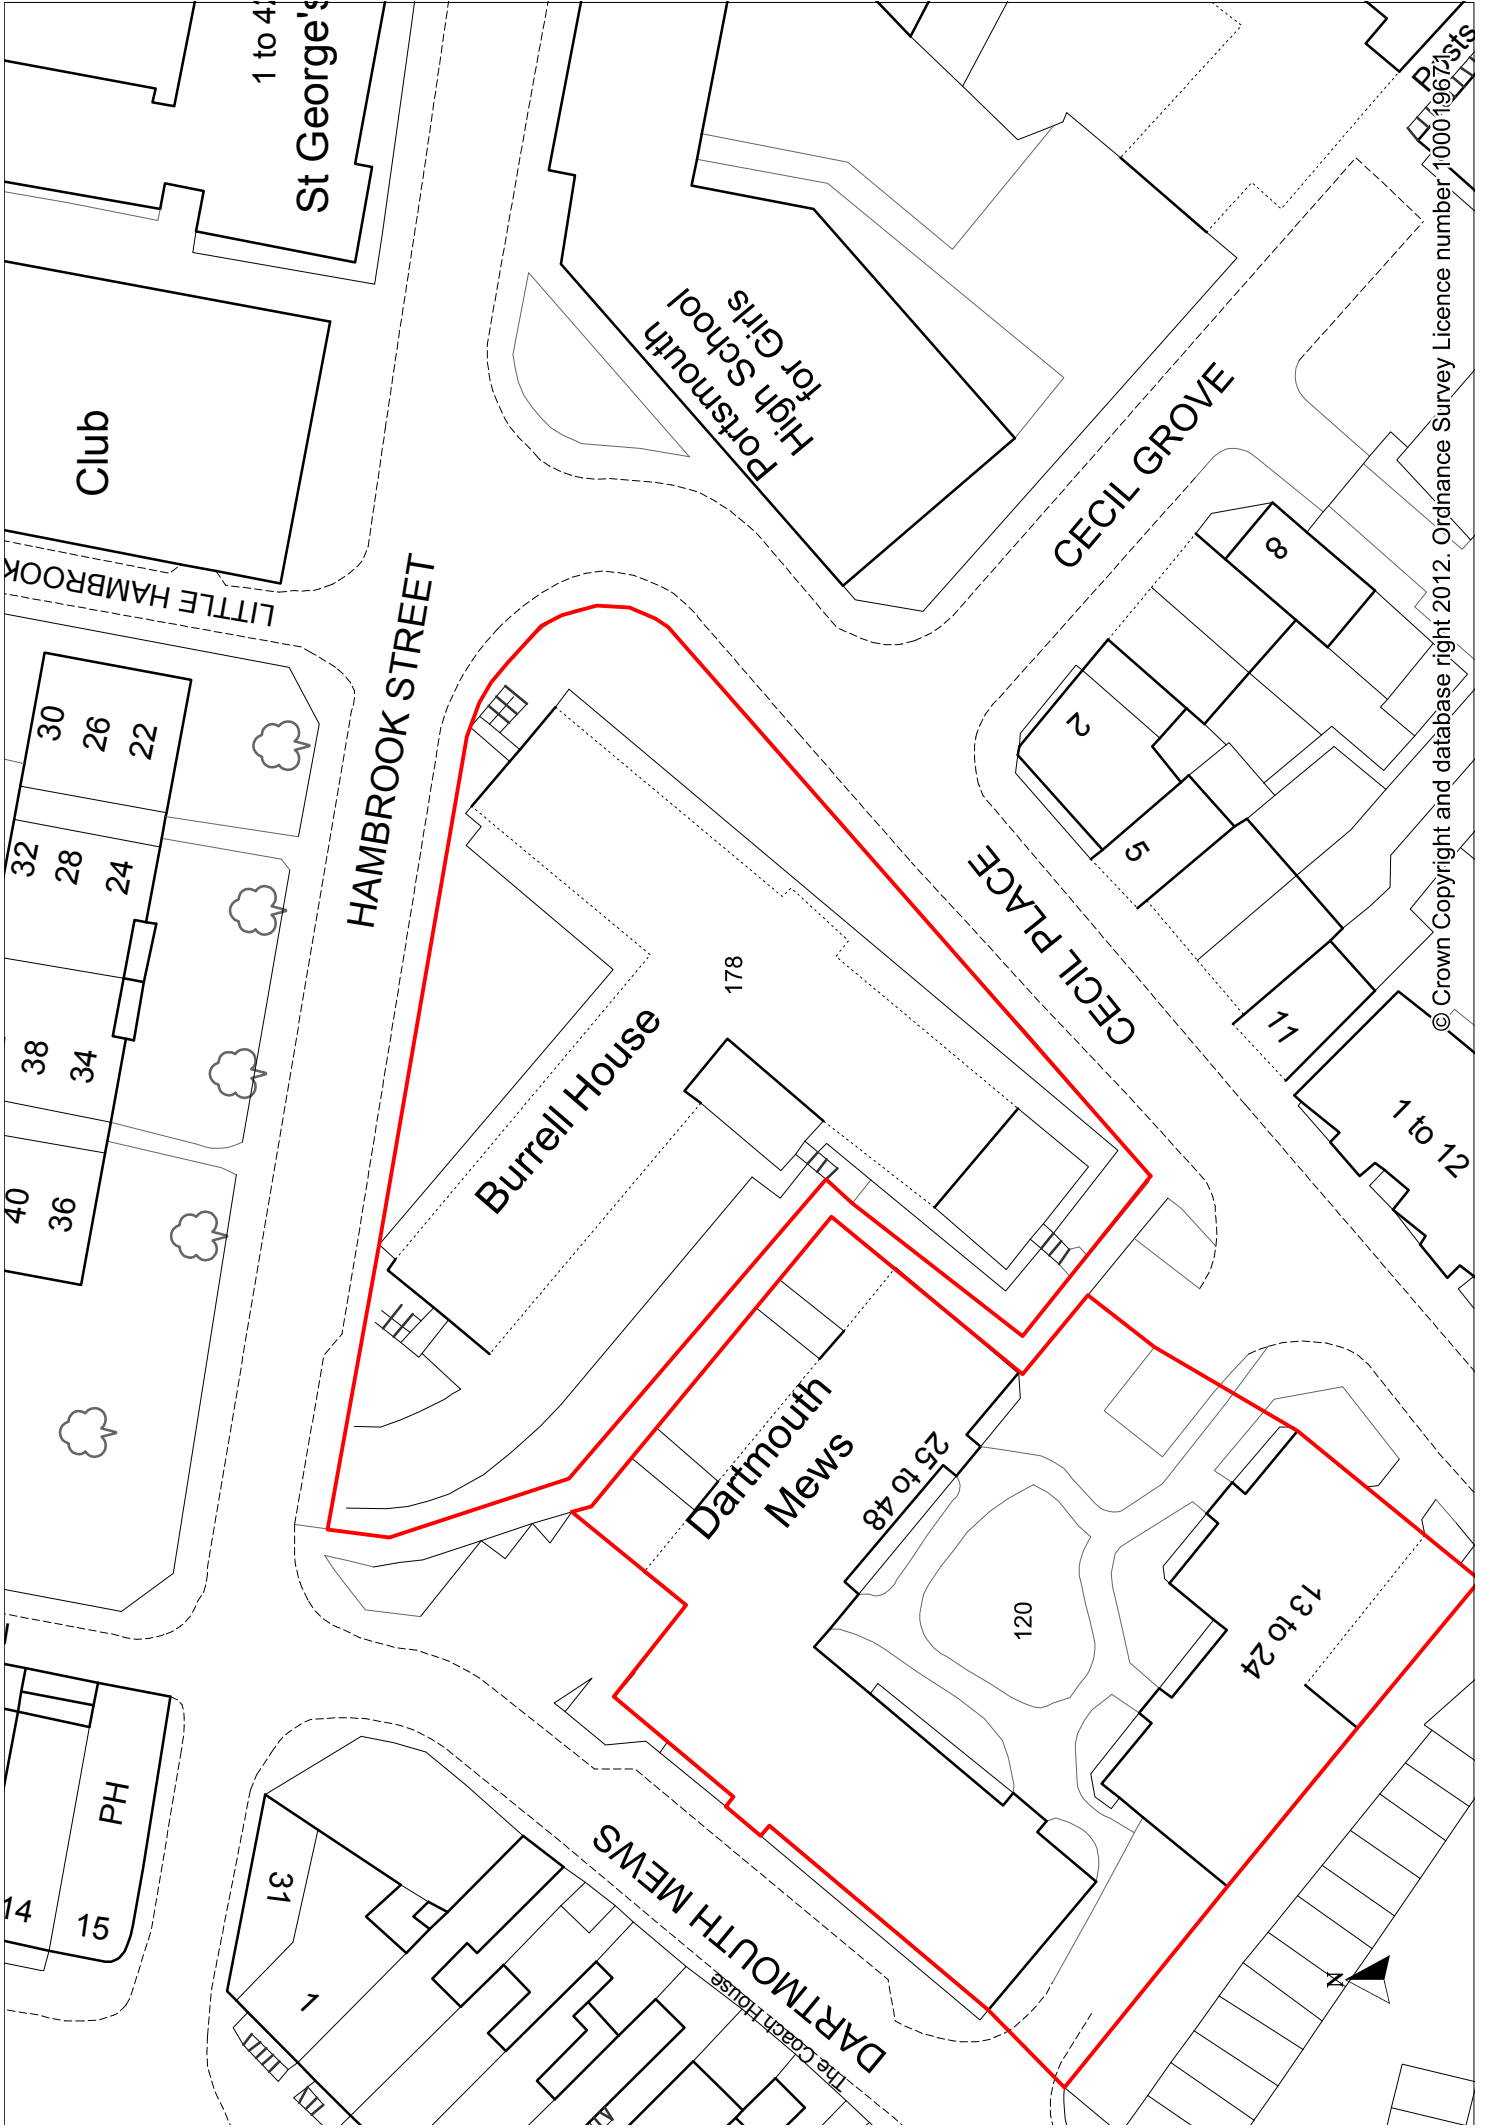 1 to 42
St George's
Posts
Club
Portsmouth
High School
for Girls
LITTLE HAMBROOK
HAMBROOK STREET
CECIL GROVE
8
2
5
11
CECIL PLACE
1 to 12
30
26
22
32
28
24
38
34
40
36
178
Burrell House
Dartmouth
Mews
25 to 48
120
13 to 24
PH
14
15
31
1
DARTMOUTH MEWS
The Coach House
N
© Crown Copyright and database right 2012. Ordnance Survey Licence number 100019671